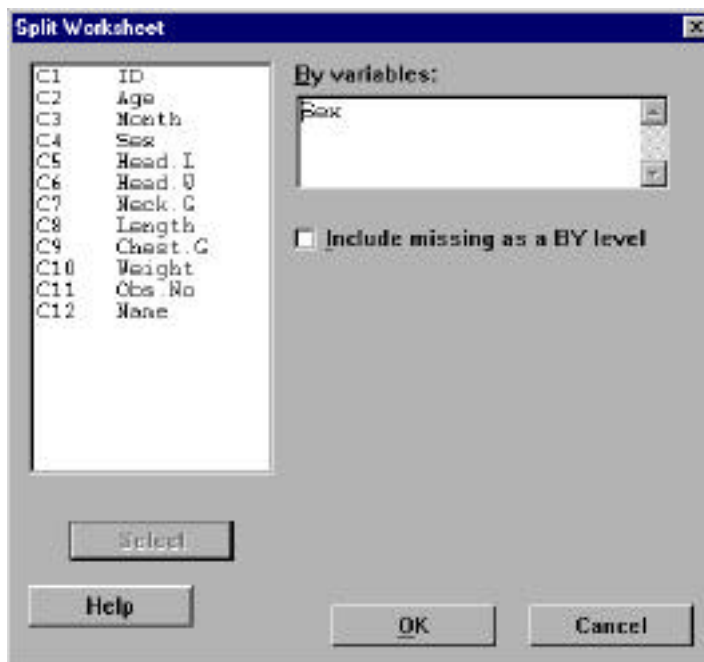 Split Worksheet
C1 ID
C2 Age
C3 Month
C4 Sex
C5 Head.L
C6 Head.W
C7 Neck.G
C8 Length
C9 Chest.G
C10 Weight
C11 Obs.No
C12 Name
By variables:
Sex
Include missing as a BY level
Select
Help
OK
Cancel